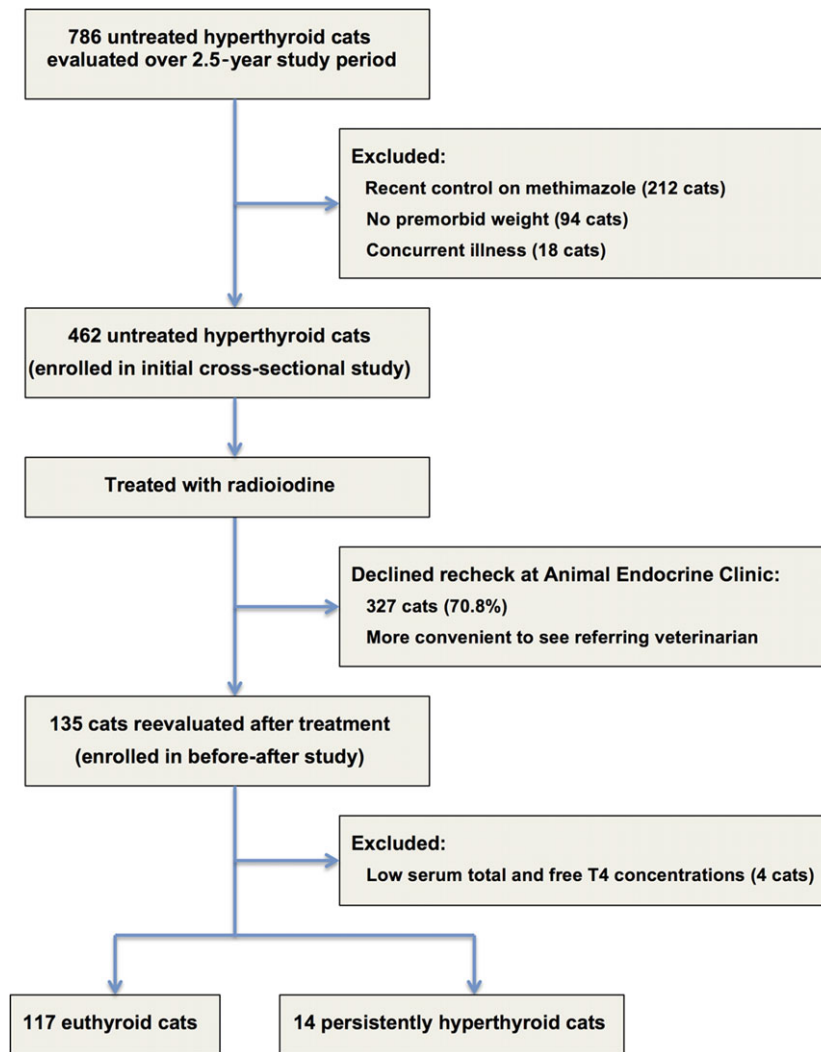 786 untreated hyperthyroid cats
evaluated over 2.5-year study period
Excluded:
Recent control on methimazole (212 cats)
No premorbid weight (94 cats)
Concurrent illness (18 cats)
462 untreated hyperthyroid cats
(enrolled in initial cross-sectional study)
Treated with radioiodine
Declined recheck at Animal Endocrine Clinic:
327 cats (70.8%)
More convenient to see referring veterinarian
135 cats reevaluated after treatment
(enrolled in before-after study)
Excluded:
Low serum total and free T4 concentrations (4 cats)
117 euthyroid cats
14 persistently hyperthyroid cats